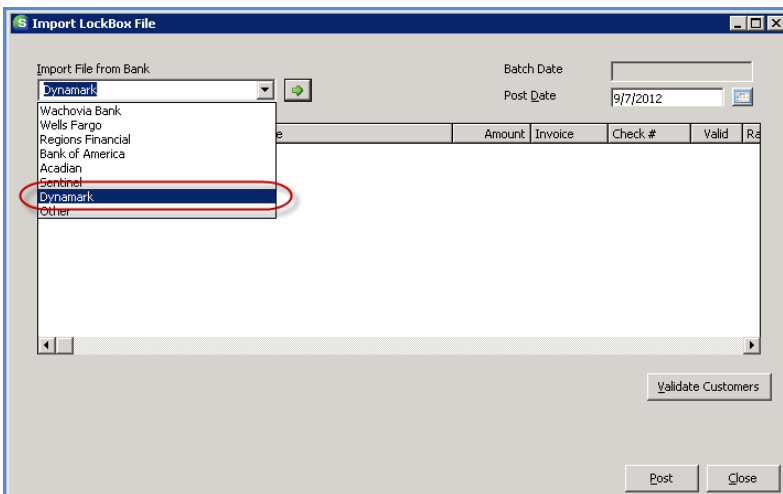 S Import LockBox File
Import File from Bank
Batch Date
Dynamark
Post Date
9/7/2012
Wachovia Bank
Wells Fargo
Regions Financial
Bank of America
Acadian
Sentinel
Dynamark
Other
e Amount Invoice Check # Valid Ra
Validate Customers
Post Close